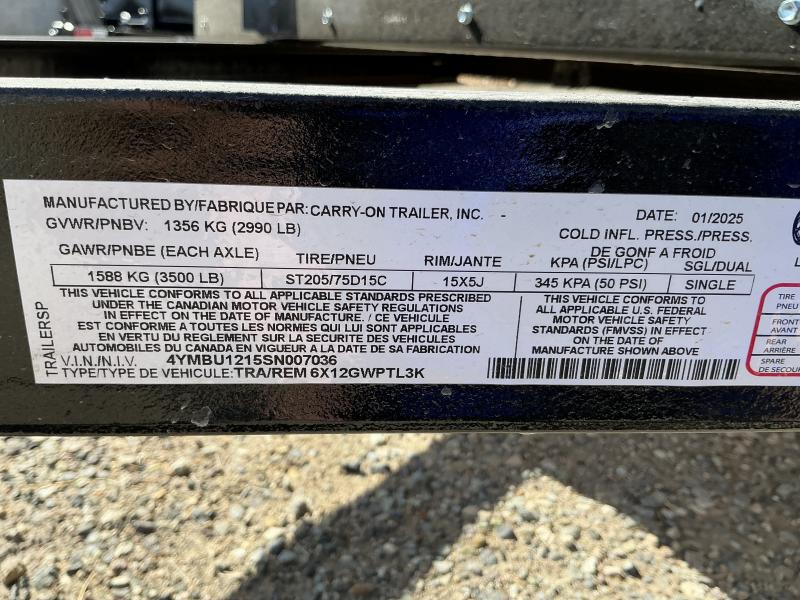 MANUFACTURED BY/FABRIQUE PAR: CARRY-ON TRAILER, INC. - DATE: 01/2025
GVWR/PNBV: 1356 KG (2990 LB) COLD INFL. PRESS./PRESS.
DE GONF A FROID
GAWR/PNBE (EACH AXLE) TIRE/PNEU RIM/JANTE KPA (PSI/LPC) SGL/DUAL
1588 KG (3500 LB) ST205/75D15C 15X5J 345 KPA (50 PSI) SINGLE
THIS VEHICLE CONFORMS TO ALL APPLICABLE STANDARDS PRESCRIBED
UNDER THE CANADIAN MOTOR VEHICLE SAFETY REGULATIONS
IN EFFECT ON THE DATE OF MANUFACTURE. / CE VEHICULE
EST CONFORME A TOUTES LES NORMES QUI LUI SONT APPLICABLES
EN VERTU DU REGLEMENT SUR LA SECURITE DES VEHICULES
AUTOMOBILES DU CANADA EN VIGUEUR A LA DATE DE SA FABRICATION
THIS VEHICLE CONFORMS TO
ALL APPLICABLE U.S. FEDERAL
MOTOR VEHICLE SAFETY
STANDARDS (FMVSS) IN EFFECT
ON THE DATE OF
MANUFACTURE SHOWN ABOVE
V.I.N./N.I.V. 4YMBU1215SN007036
TYPE/TYPE DE VEHICULE: TRA/REM 6X12GWPTL3K
TRAILERSP
TIRE
PNEU
FRONT
AVANT
REAR
ARRIÈRE
SPARE
DE SECOU